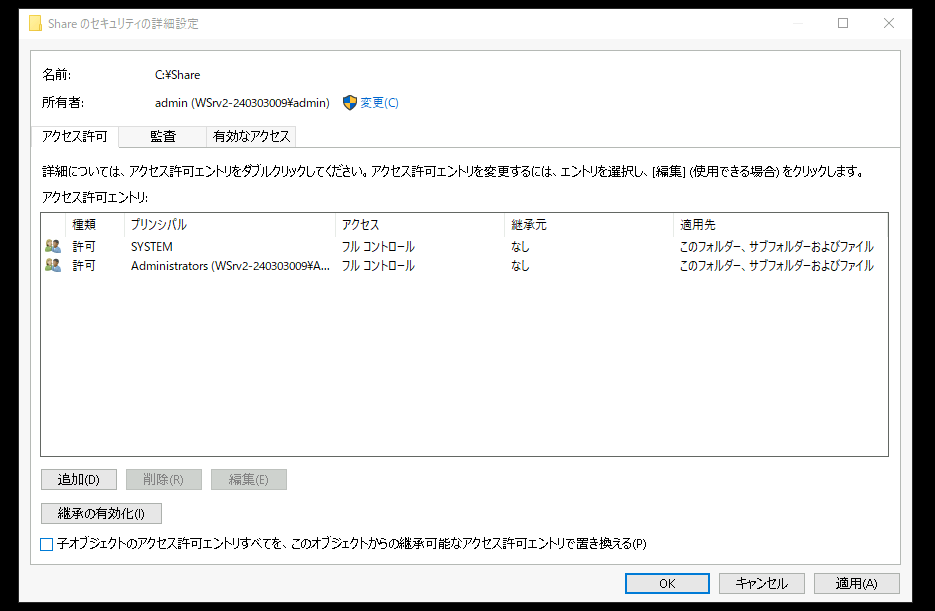 Share のセキュリティの詳細設定
名前: C:¥Share
所有者: admin (WSrv2-240303009¥admin) 変更(C)
アクセス許可 監査 有効なアクセス
詳細については、アクセス許可エントリをダブルクリックしてください。アクセス許可エントリを変更するには、エントリを選択し、[編集] (使用できる場合) をクリックします。
アクセス許可エントリ:
種類 プリンシパル アクセス 継承元 適用先
許可 SYSTEM フル コントロール なし このフォルダー、サブフォルダーおよびファイル
許可 Administrators (WSrv2-240303009¥A... フル コントロール なし このフォルダー、サブフォルダーおよびファイル
追加(D) 削除(R) 編集(E)
継承の有効化(I)
子オブジェクトのアクセス許可エントリすべてを、このオブジェクトからの継承可能なアクセス許可エントリで置き換える(P)
OK キャンセル 適用(A)